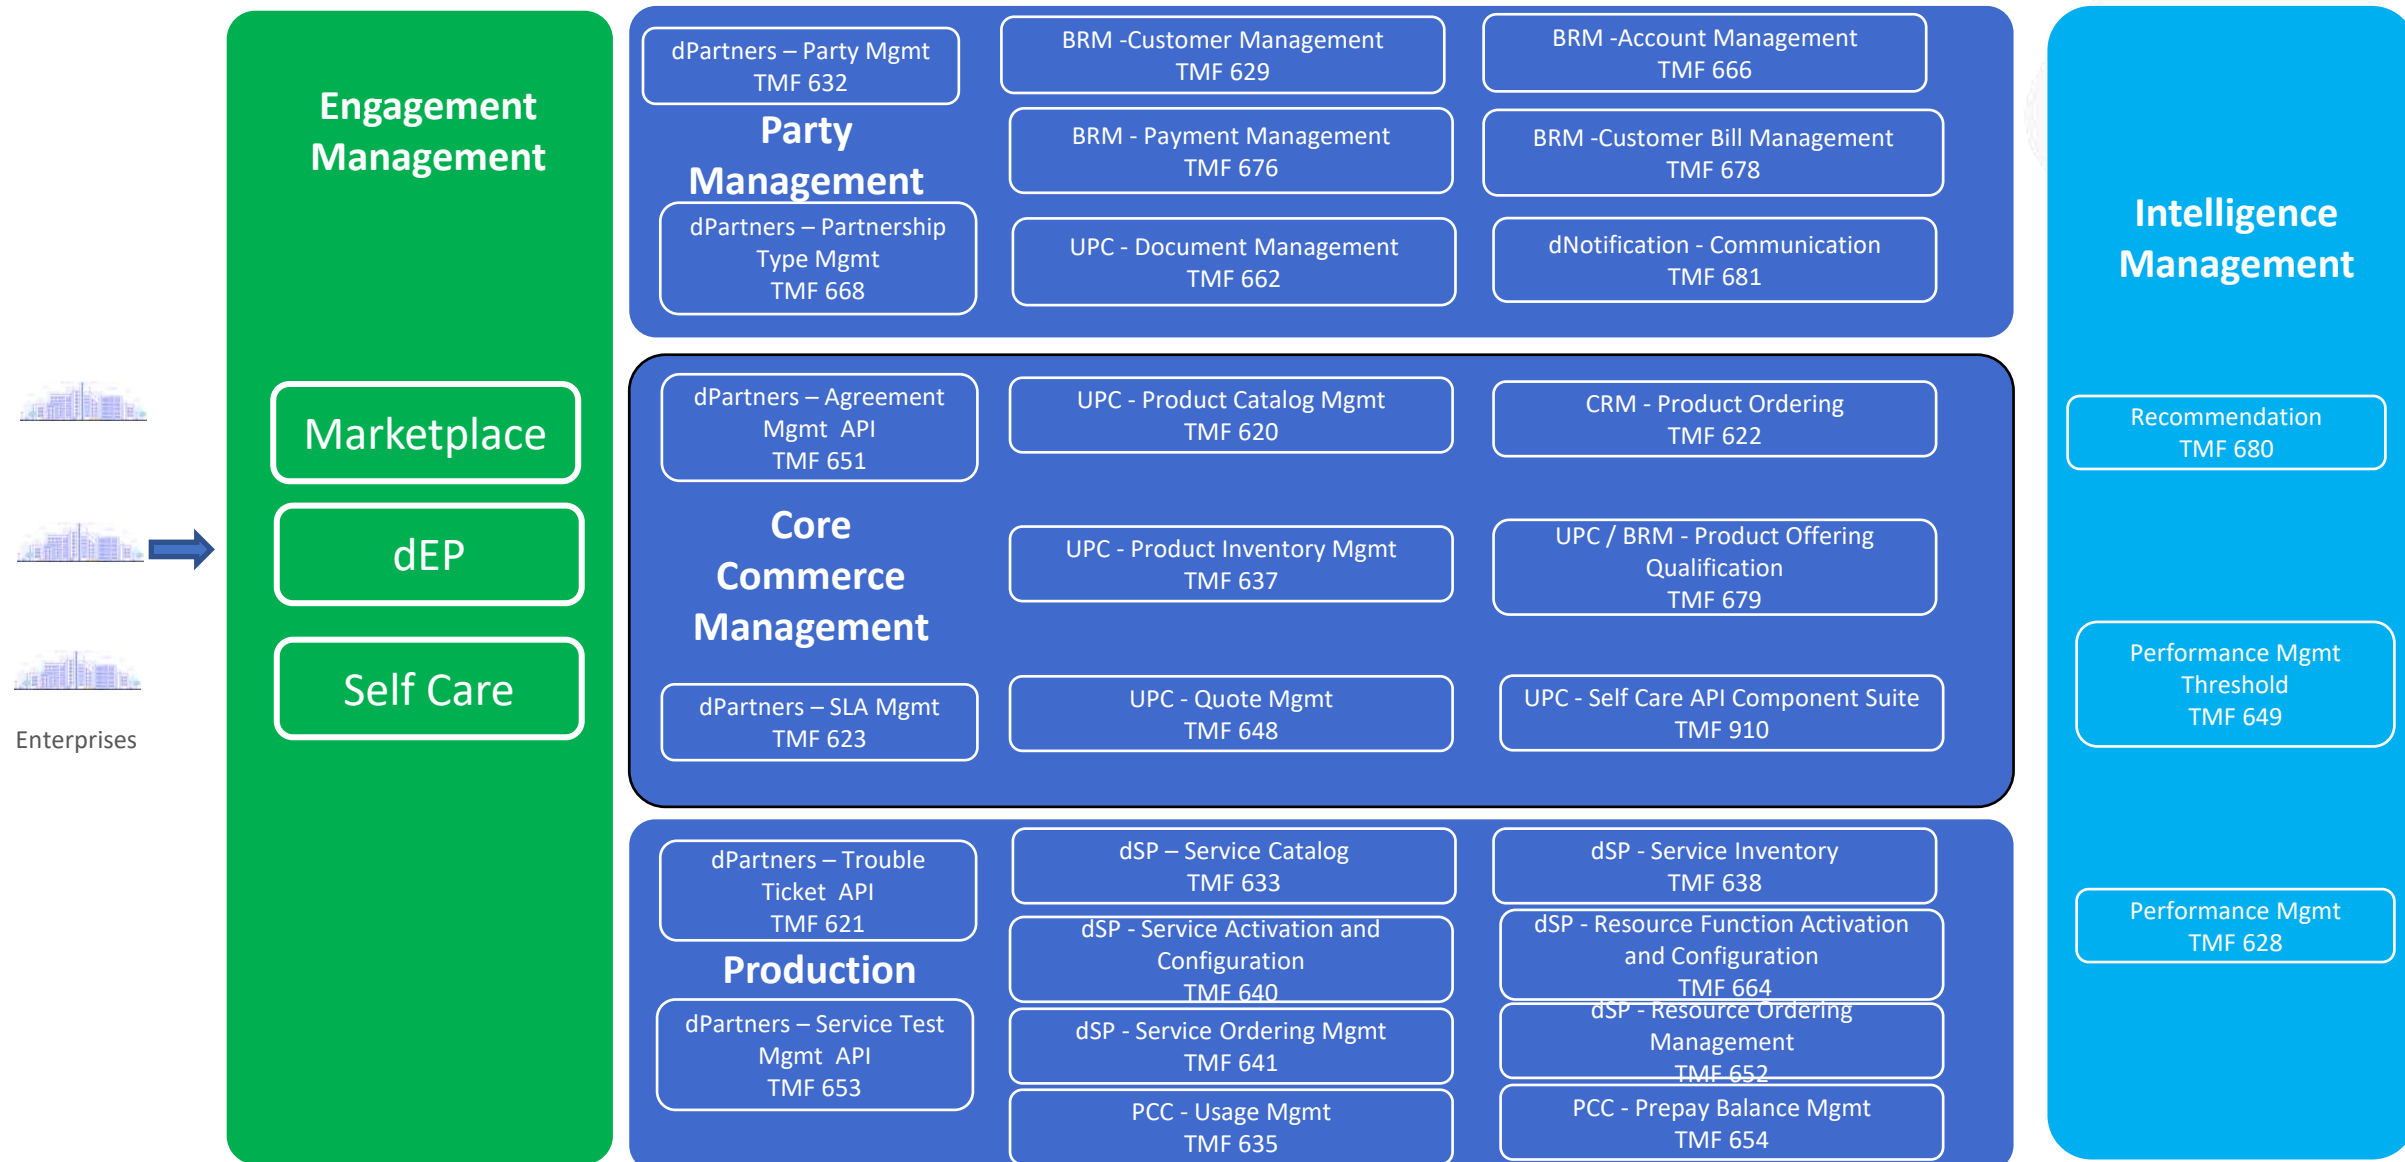 Enterprises
Engagement
Management
Marketplace
dEP
Self Care
dPartners – Party Mgmt
TMF 632
BRM -Customer Management
TMF 629
BRM -Account Management
TMF 666
Party
Management
BRM - Payment Management
TMF 676
BRM -Customer Bill Management
TMF 678
dPartners – Partnership
Type Mgmt
TMF 668
UPC - Document Management
TMF 662
dNotification - Communication
TMF 681
dPartners – Agreement
Mgmt  API
TMF 651
UPC - Product Catalog Mgmt
TMF 620
CRM - Product Ordering
TMF 622
Core
Commerce
Management
UPC - Product Inventory Mgmt
TMF 637
UPC / BRM - Product Offering
Qualification
TMF 679
dPartners – SLA Mgmt
TMF 623
UPC - Quote Mgmt
TMF 648
UPC - Self Care API Component Suite
TMF 910
dPartners – Trouble
Ticket  API
TMF 621
dSP – Service Catalog
TMF 633
dSP - Service Inventory
TMF 638
Production
dSP - Service Activation and
Configuration
TMF 640
dSP - Resource Function Activation
and Configuration
TMF 664
dPartners – Service Test
Mgmt  API
TMF 653
dSP - Service Ordering Mgmt
TMF 641
dSP - Resource Ordering
Management
TMF 652
PCC - Usage Mgmt
TMF 635
PCC - Prepay Balance Mgmt
TMF 654
Intelligence
Management
Recommendation
TMF 680
Performance Mgmt
Threshold
TMF 649
Performance Mgmt
TMF 628